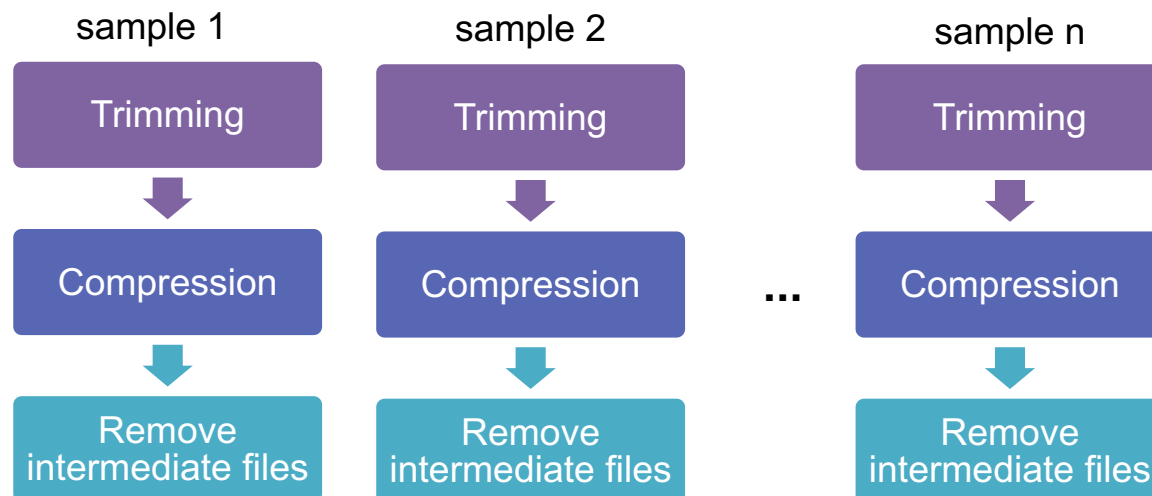 sample 1
sample 2
sample n
Trimming
Trimming
Trimming
Compression
Compression
...
Compression
Remove
intermediate files
Remove
intermediate files
Remove
intermediate files